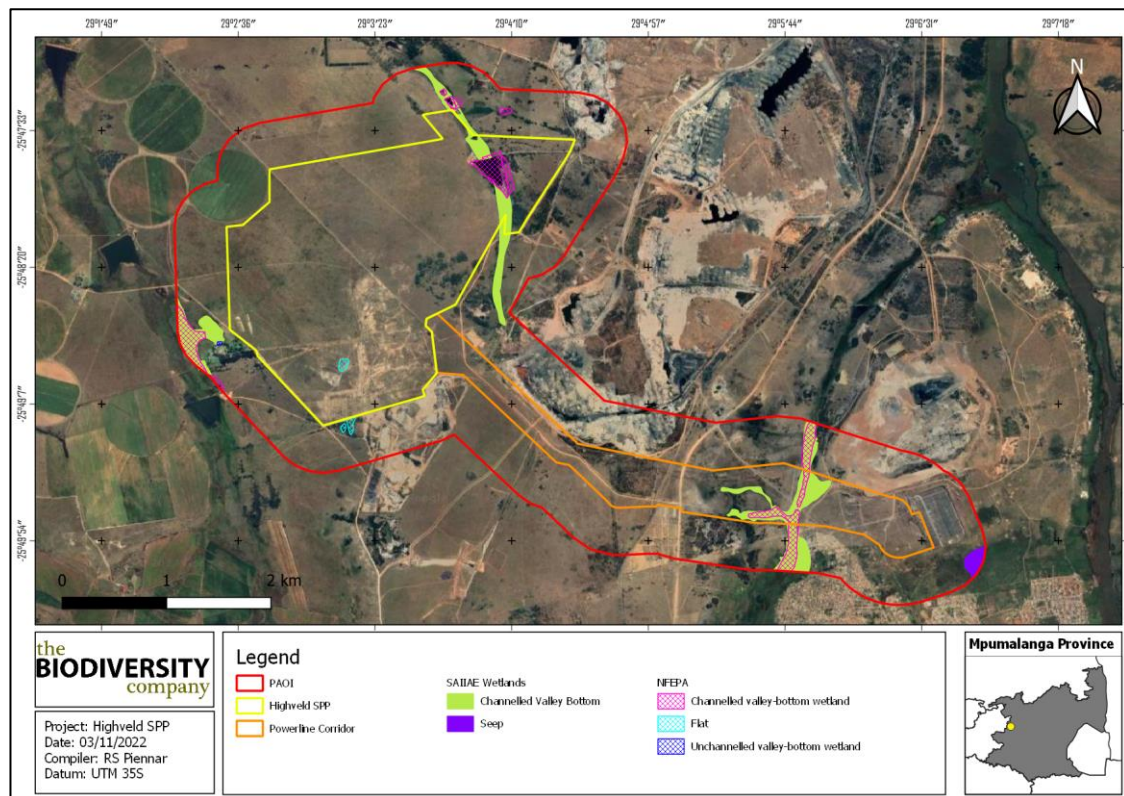 29°1'49" 29°2'36" 29°3'23" 29°4'10" 29°4'57" 29°5'44" 29°6'31" 29°7'18"
N
-25°47'33"
-25°48'20"
-25°49'7"
-25°49'54"
0 1 2 km
the
BIODIVERSITY
company
Project: Highveld SPP
Date: 03/11/2022
Compiler: RS Piennar
Datum: UTM 35S
Legend
PAOI
Highveld SPP
Powerline Corridor
SAIIAE Wetlands
Channelled Valley Bottom
Seep
NFEPA
Channelled valley-bottom wetland
Flat
Unchannelled valley-bottom wetland
Mpumalanga Province